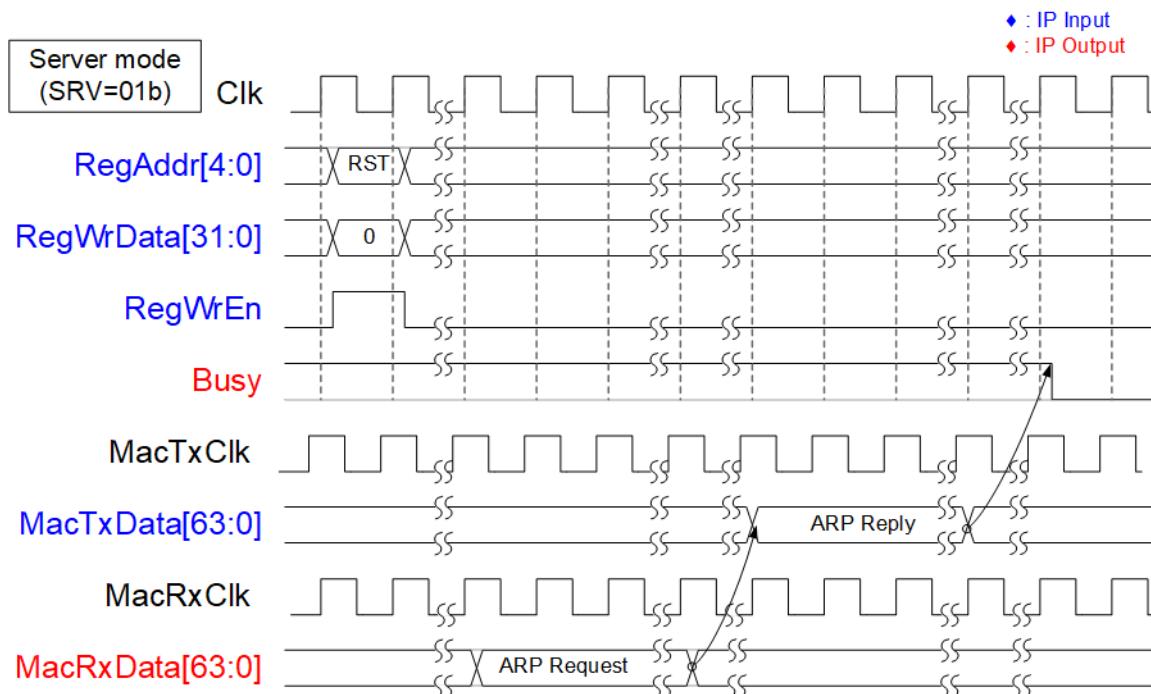 ♦ : IP Input
♦ : IP Output
Server mode
(SRV=01b)
Clk
RegAddr[4:0]
RST
RegWrData[31:0]
0
RegWrEn
Busy
MacTxClk
MacTxData[63:0]
ARP Reply
MacRxClk
MacRxData[63:0]
ARP Request